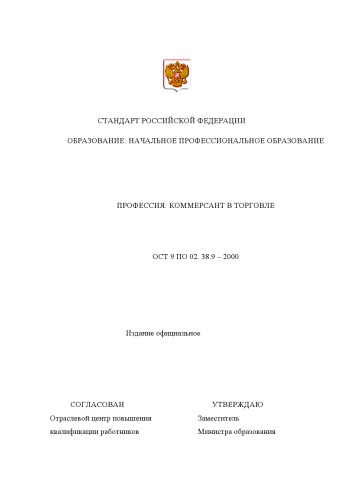 СТАНДАРТ РОССИЙСКОЙ ФЕДЕРАЦИИ
ОБРАЗОВАНИЕ: НАЧАЛЬНОЕ ПРОФЕССИОНАЛЬНОЕ ОБРАЗОВАНИЕ
ПРОФЕССИЯ: КОММЕРСАНТ В ТОРГОВЛЕ
ОСТ 9 ПО 02. 38.9 – 2000
Издание официальное
СОГЛАСОВАН УТВЕРЖДАЮ
Отраслевой центр повышения Заместитель
квалификации работников Министра образования